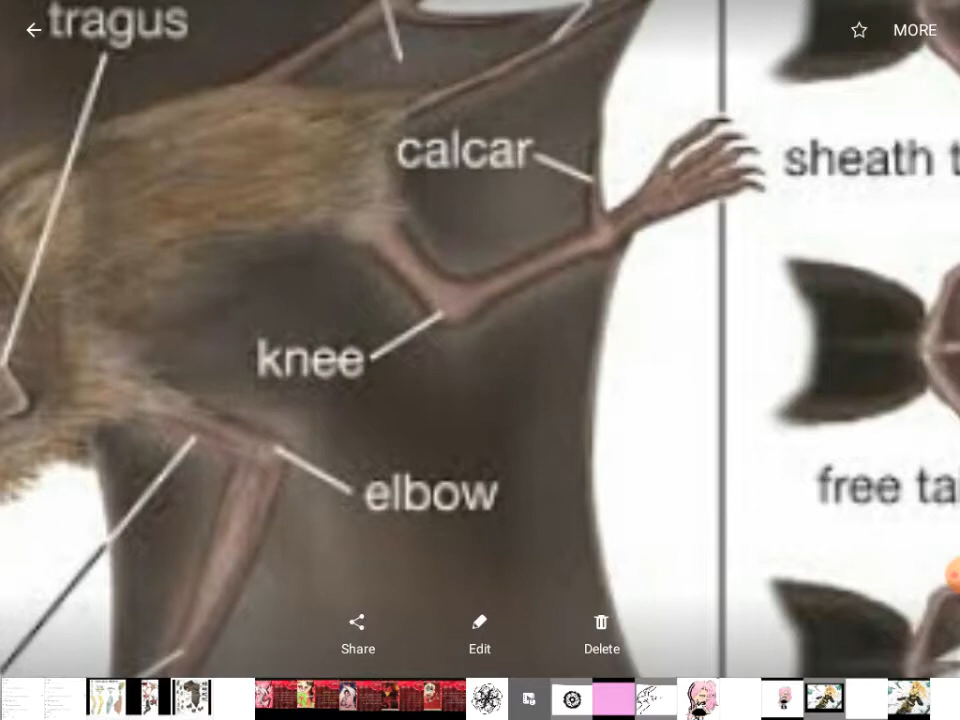 tragus
MORE
calcar
sheath t
knee
elbow
free ta
Share
Edit
Delete